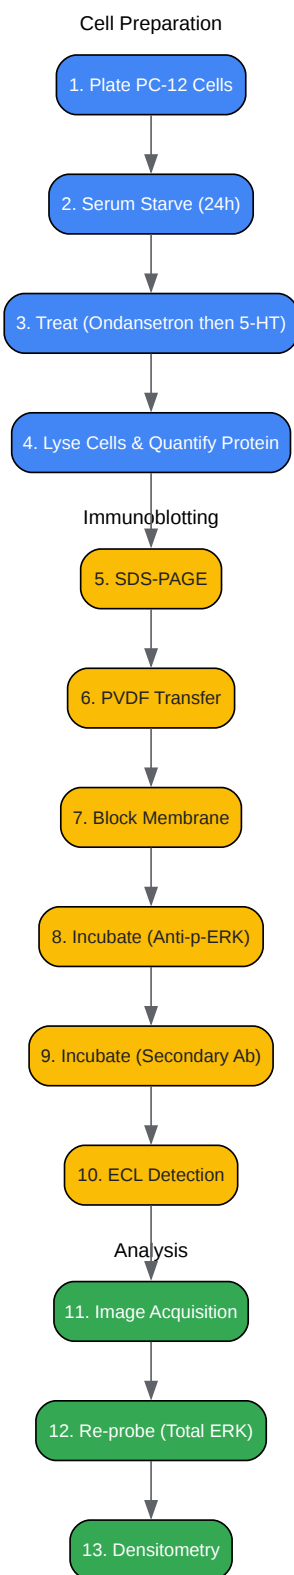 Cell Preparation
1. Plate PC-12 Cells
2. Serum Starve (24h)
3. Treat (Ondansetron then 5-HT)
4. Lyse Cells & Quantify Protein
Immunoblotting
5. SDS-PAGE
6. PVDF Transfer
7. Block Membrane
8. Incubate (Anti-p-ERK)
9. Incubate (Secondary Ab)
10. ECL Detection
Analysis
11. Image Acquisition
12. Re-probe (Total ERK)
13. Densitometry